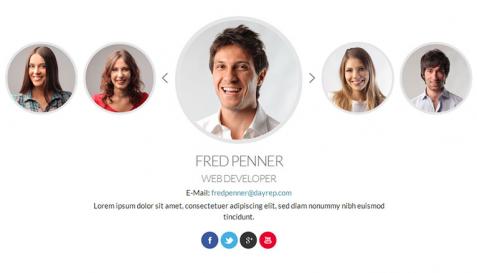 FRED PENNER
WEB DEVELOPER
E-Mail: fredpenner@dayrep.com
Lorem ipsum dolor sit amet, consectetuer adipiscing elit, sed diam nonummy nibh euismod
tincidunt.